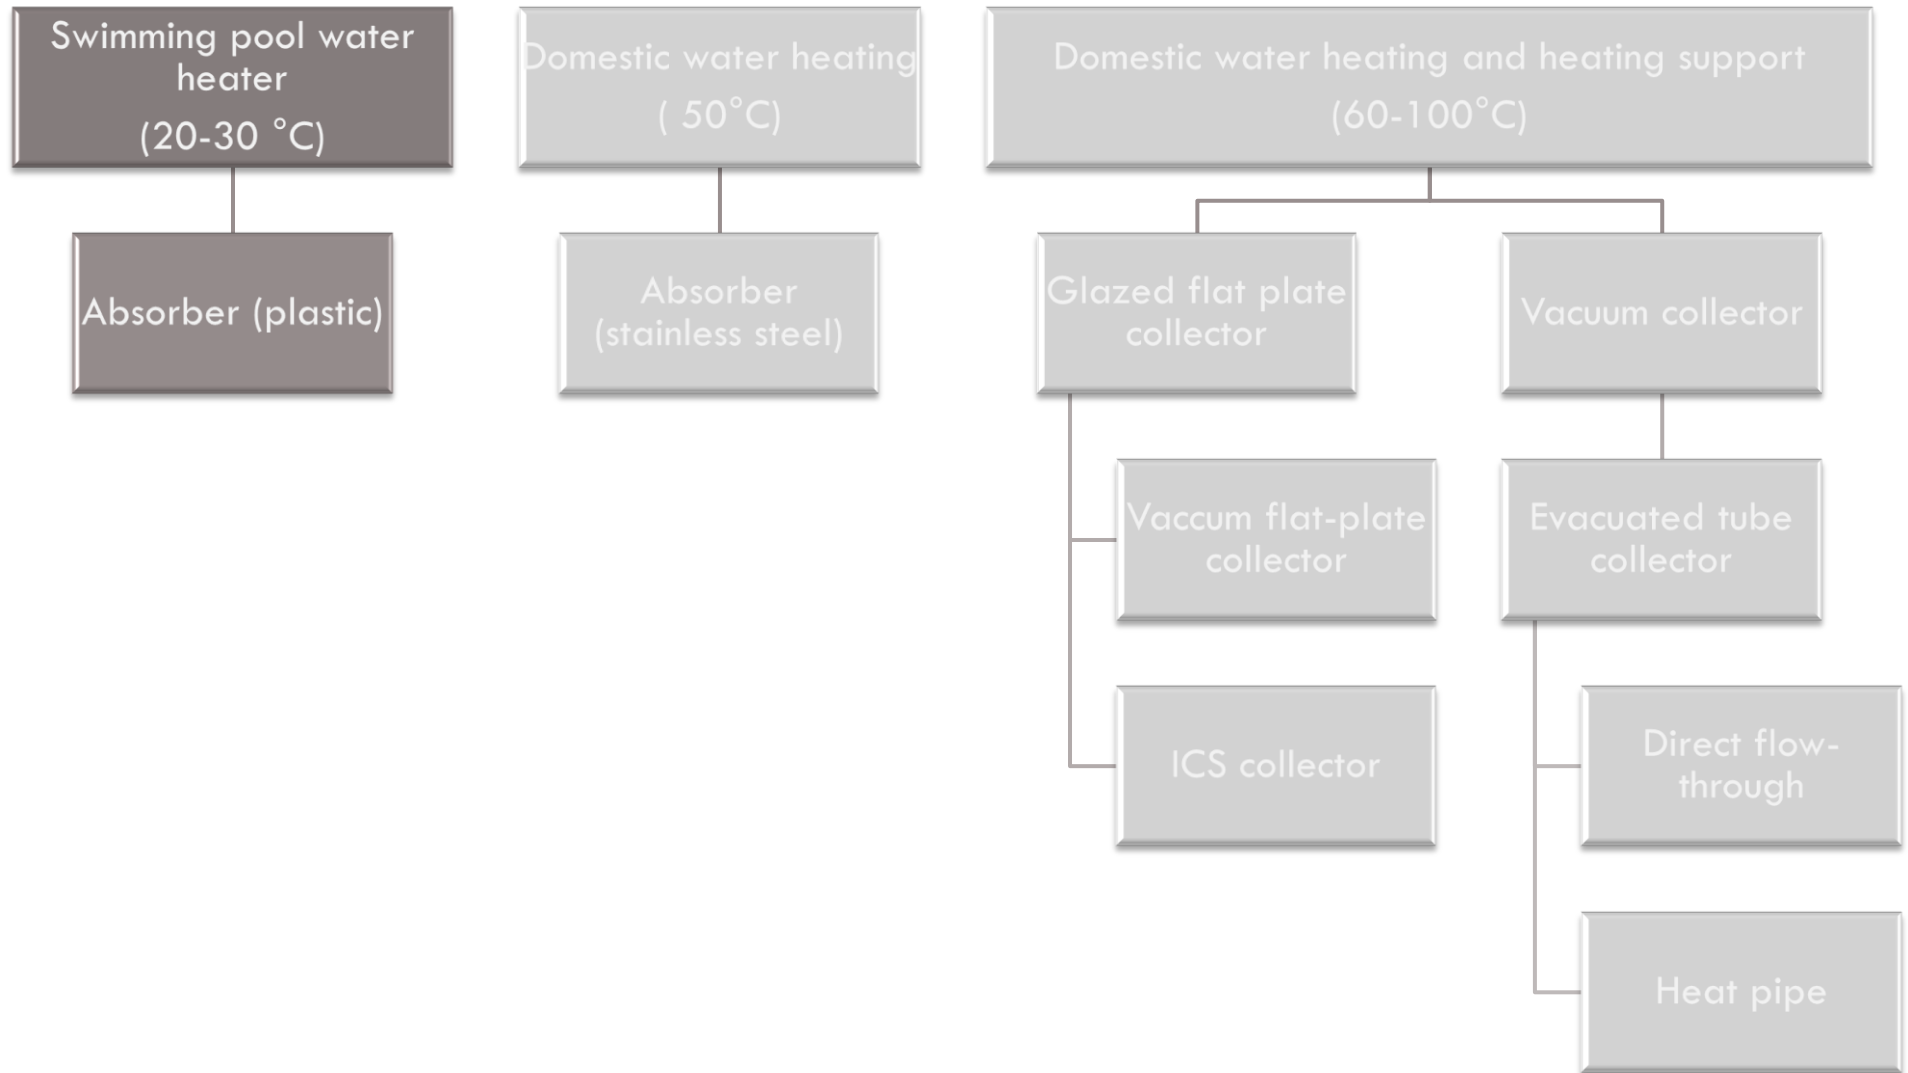 Swimming pool water
heater
(20-30 °C)
Domestic water heating
( 50°C)
Domestic water heating and heating support
(60-100°C)
Absorber (plastic)
Absorber
(stainless steel)
Glazed flat plate
collector
Vacuum collector
Vaccum flat-plate
collector
Evacuated tube
collector
ICS collector
Direct flow-
through
Heat pipe